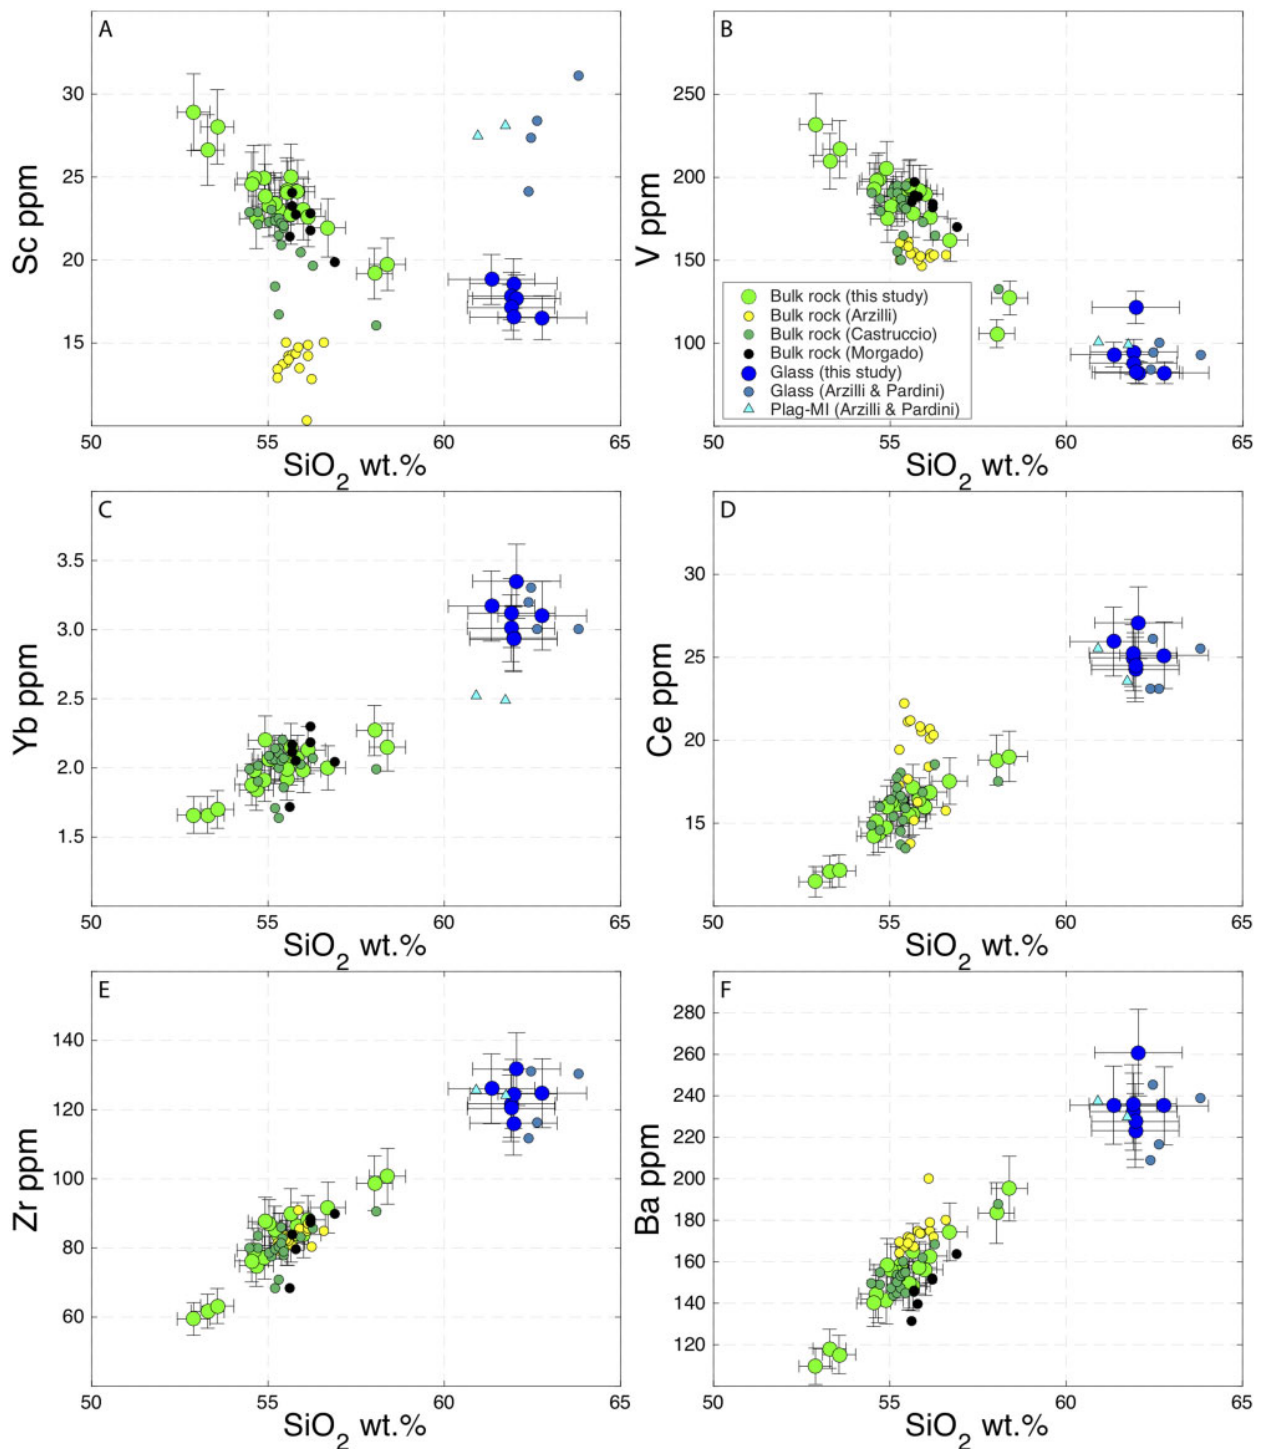 A
30
25
20
15
Sc ppm
50
55
60
65
SiO2 wt.%
B
250
200
150
100
V ppm
Bulk rock (this study)
Bulk rock (Arzilli)
Bulk rock (Castruccio)
Bulk rock (Morgado)
Glass (this study)
Glass (Arzilli & Pardini)
Plag-MI (Arzilli & Pardini)
50
55
60
65
SiO2 wt.%
C
3.5
3.0
2.5
2.0
1.5
Yb ppm
50
55
60
65
SiO2 wt.%
D
30
25
20
15
Ce ppm
50
55
60
65
SiO2 wt.%
E
140
120
100
80
60
Zr ppm
50
55
60
65
SiO2 wt.%
F
280
260
240
220
200
180
160
140
120
Ba ppm
50
55
60
65
SiO2 wt.%